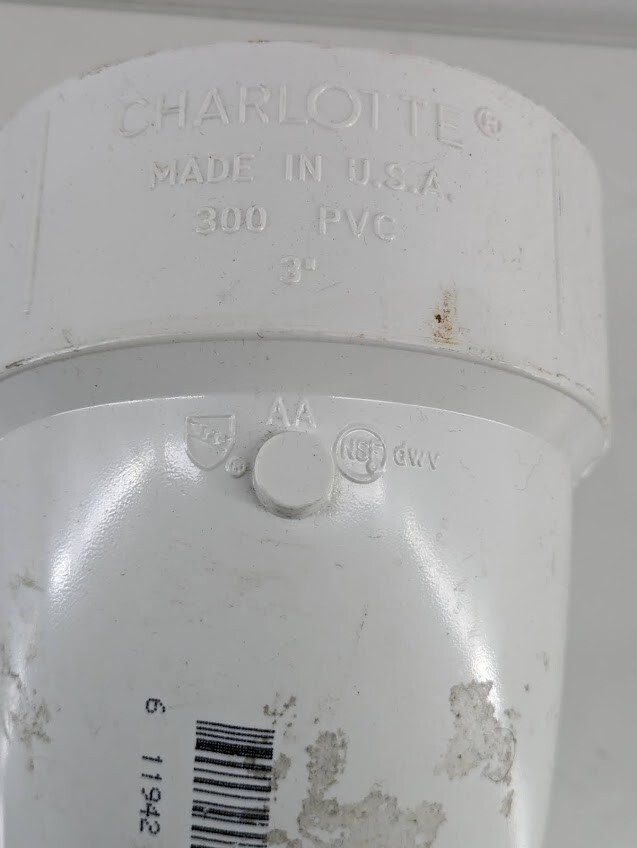 CHARLOTTE®
MADE IN U.S.A.
300 PVC
3"
AA
® NSF dwv
6 11942